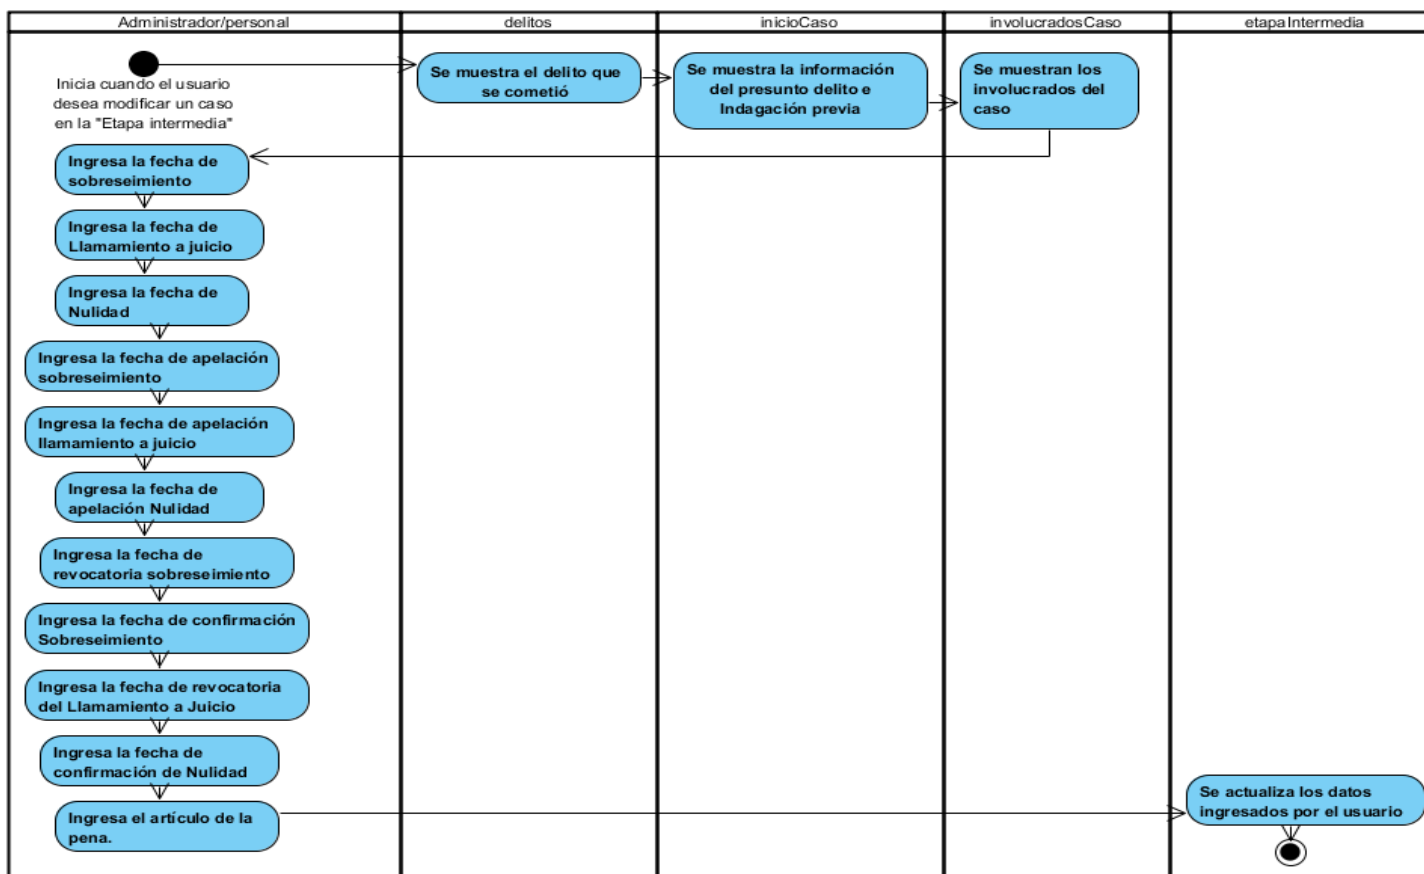 Administrador/personal
delitos
inicioCaso
involucradosCaso
etapaIntermedia
Inicia cuando el usuario
desea modificar un caso
en la "Etapa intermedia"
Se muestra el delito que
se cometió
Se muestra la información
del presunto delito e
Indagación previa
Se muestran los
involucrados del
caso
Ingresa la fecha de
sobreseimiento
Ingresa la fecha de
Llamamiento a juicio
Ingresa la fecha de
Nulidad
Ingresa la fecha de apelación
sobreseimiento
Ingresa la fecha de apelación
llamamiento a juicio
Ingresa la fecha de
apelación Nulidad
Ingresa la fecha de
revocatoria sobreseimiento
Ingresa la fecha de confirmación
Sobreseimiento
Ingresa la fecha de revocatoria
del Llamamiento a Juicio
Ingresa la fecha de
confirmación de Nulidad
Ingresa el artículo de la
pena.
Se actualiza los datos
ingresados por el usuario